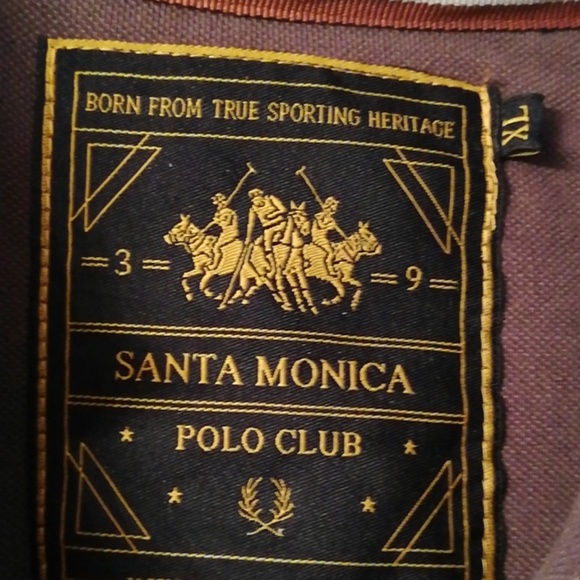 BORN FROM TRUE SPORTING HERITAGE
XL
=3=
=9=
SANTA MONICA
POLO CLUB